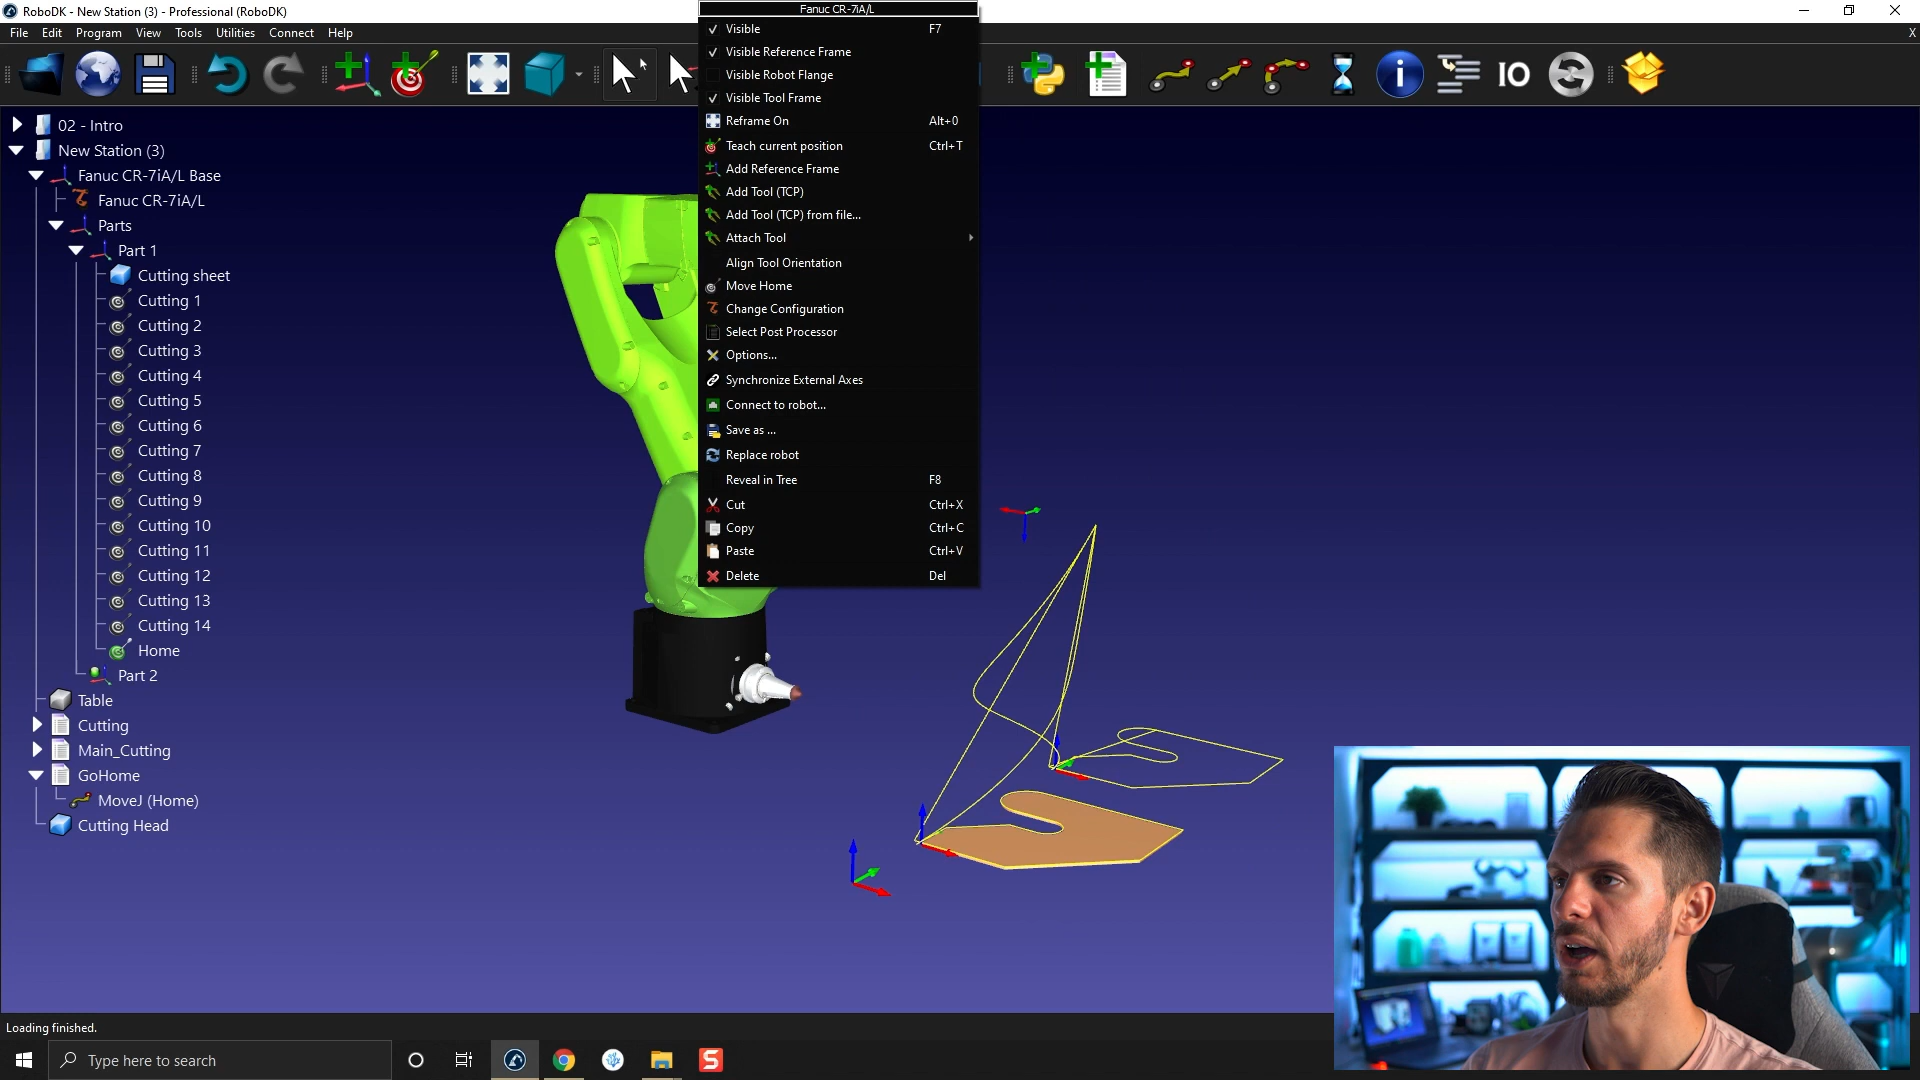 RoboDK - New Station (3) - Professional (RoboDK)
File Edit Program View Tools Utilities Connect Help
X
IO
02 - Intro
New Station (3)
Fanuc CR-7iA/L Base
Fanuc CR-7iA/L
Parts
Part 1
Cutting sheet
Cutting 1
Cutting 2
Cutting 3
Cutting 4
Cutting 5
Cutting 6
Cutting 7
Cutting 8
Cutting 9
Cutting 10
Cutting 11
Cutting 12
Cutting 13
Cutting 14
Home
Part 2
Table
Cutting
Main_Cutting
GoHome
MoveJ (Home)
Cutting Head
Fanuc CR-7iA/L
Visible F7
Visible Reference Frame
Visible Robot Flange
Visible Tool Frame
Reframe On Alt+0
Teach current position Ctrl+T
Add Reference Frame
Add Tool (TCP)
Add Tool (TCP) from file...
Attach Tool
Align Tool Orientation
Move Home
Change Configuration
Select Post Processor
Options...
Synchronize External Axes
Connect to robot...
Save as ...
Replace robot
Reveal in Tree F8
Cut Ctrl+X
Copy Ctrl+C
Paste Ctrl+V
Delete Del
Loading finished.
Type here to search
S